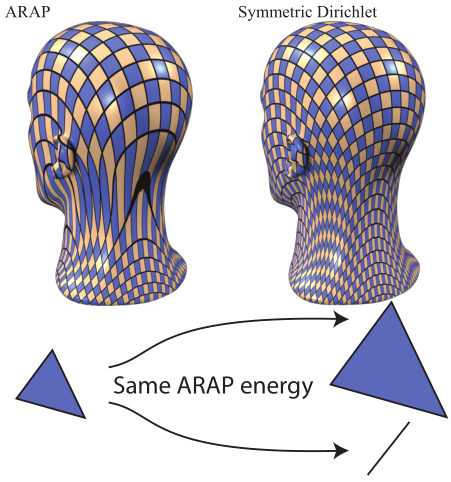 ARAP
Symmetric Dirichlet
Same ARAP energy